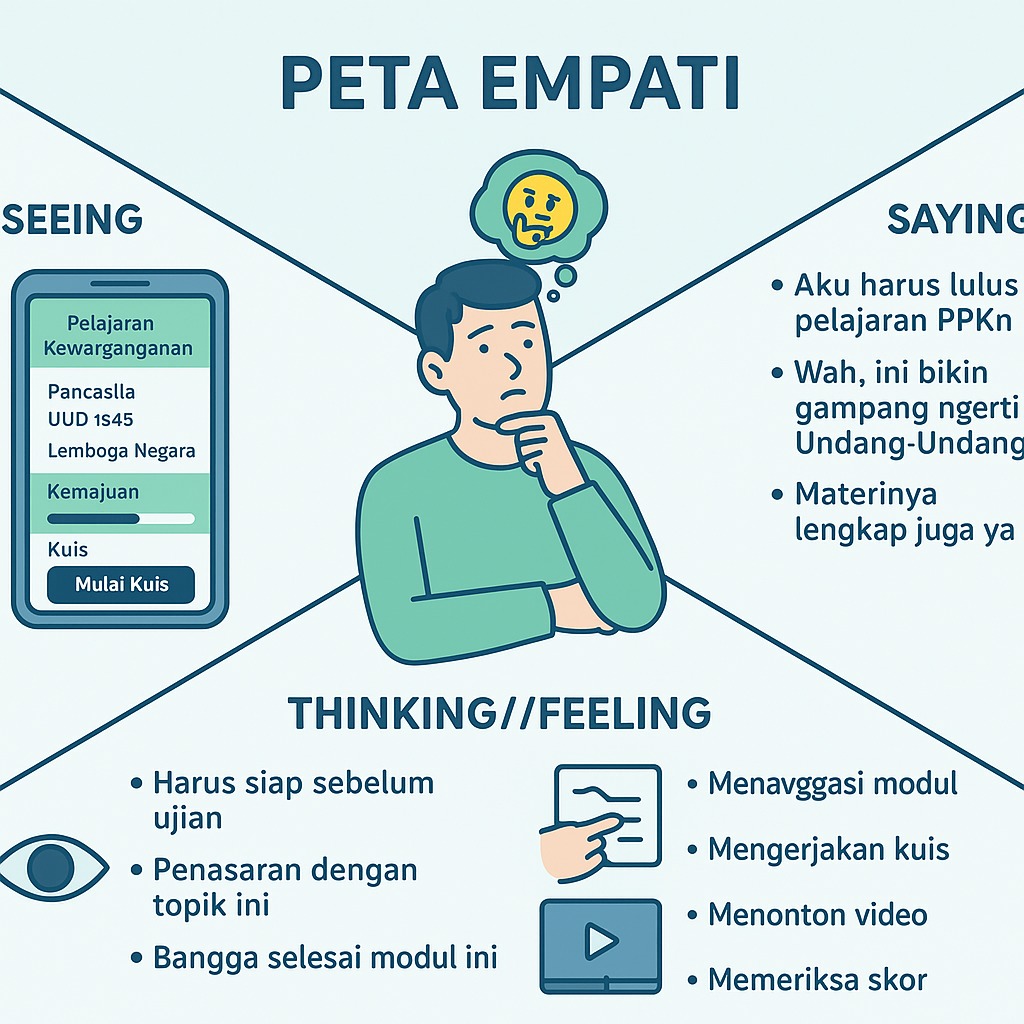 PETA EMPATI
SEEING
Pelajaran
Kewarganganan
Pancaslla
UUD 1s45
Lemboga Negara
Kemajuan
Kuis
Mulai Kuis
SAYING
• Aku harus lulus
pelajaran PPKn
• Wah, ini bikin
gampang ngerti
Undang-Undang
• Materinya
lengkap juga ya
THINKING//FEELING
• Harus siap sebelum
ujian
• Penasaran dengan
topik ini
• Bangga selesai modul ini
• Menavggasi modul
• Mengerjakan kuis
• Menonton video
• Memeriksa skor